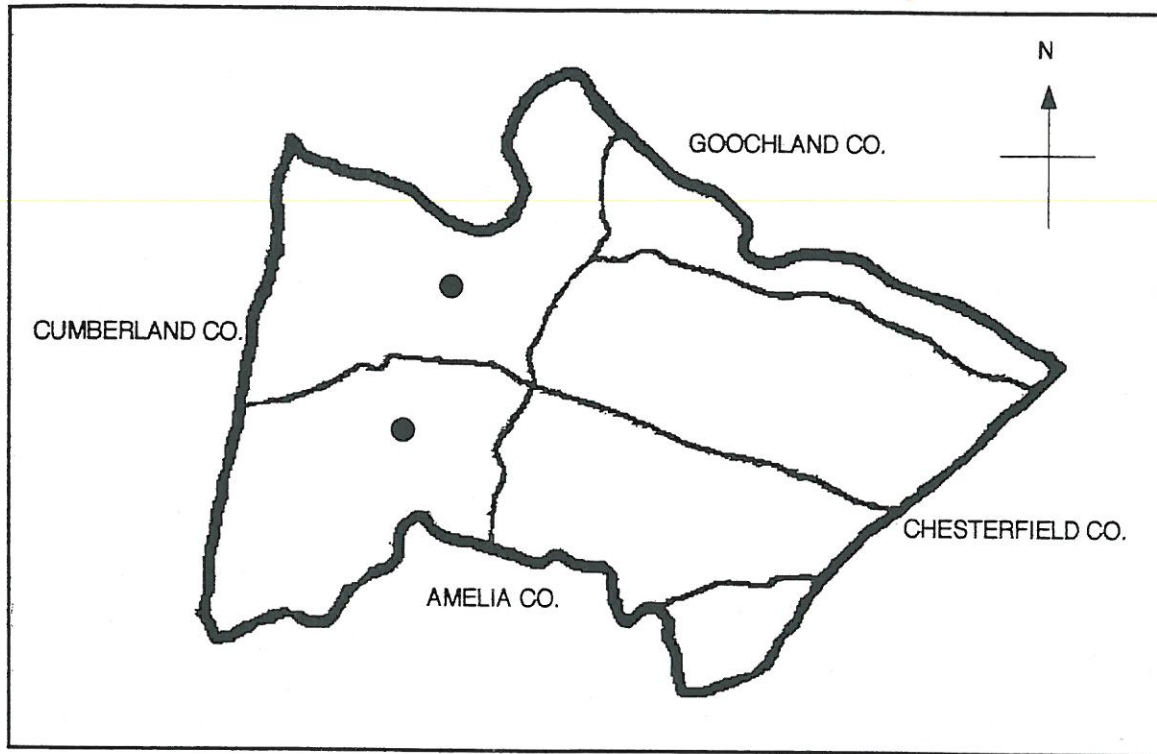 N
GOOCHLAND CO.
CUMBERLAND CO.
CHESTERFIELD CO.
AMELIA CO.